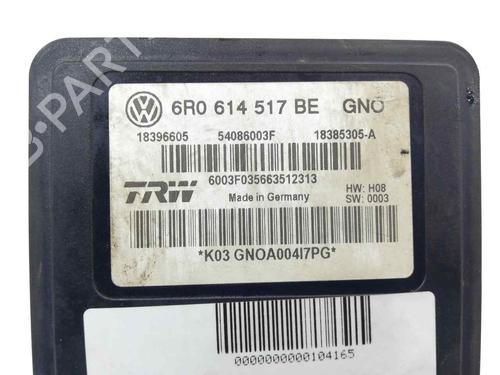 B-PART
6R0 614 517 BE GNO
18396605 54086003F 18385305-A
6003F035663512313
TRW Made in Germany HW: H08
SW: 0003
*K03 GNOA004I7PG*
0000000000104165